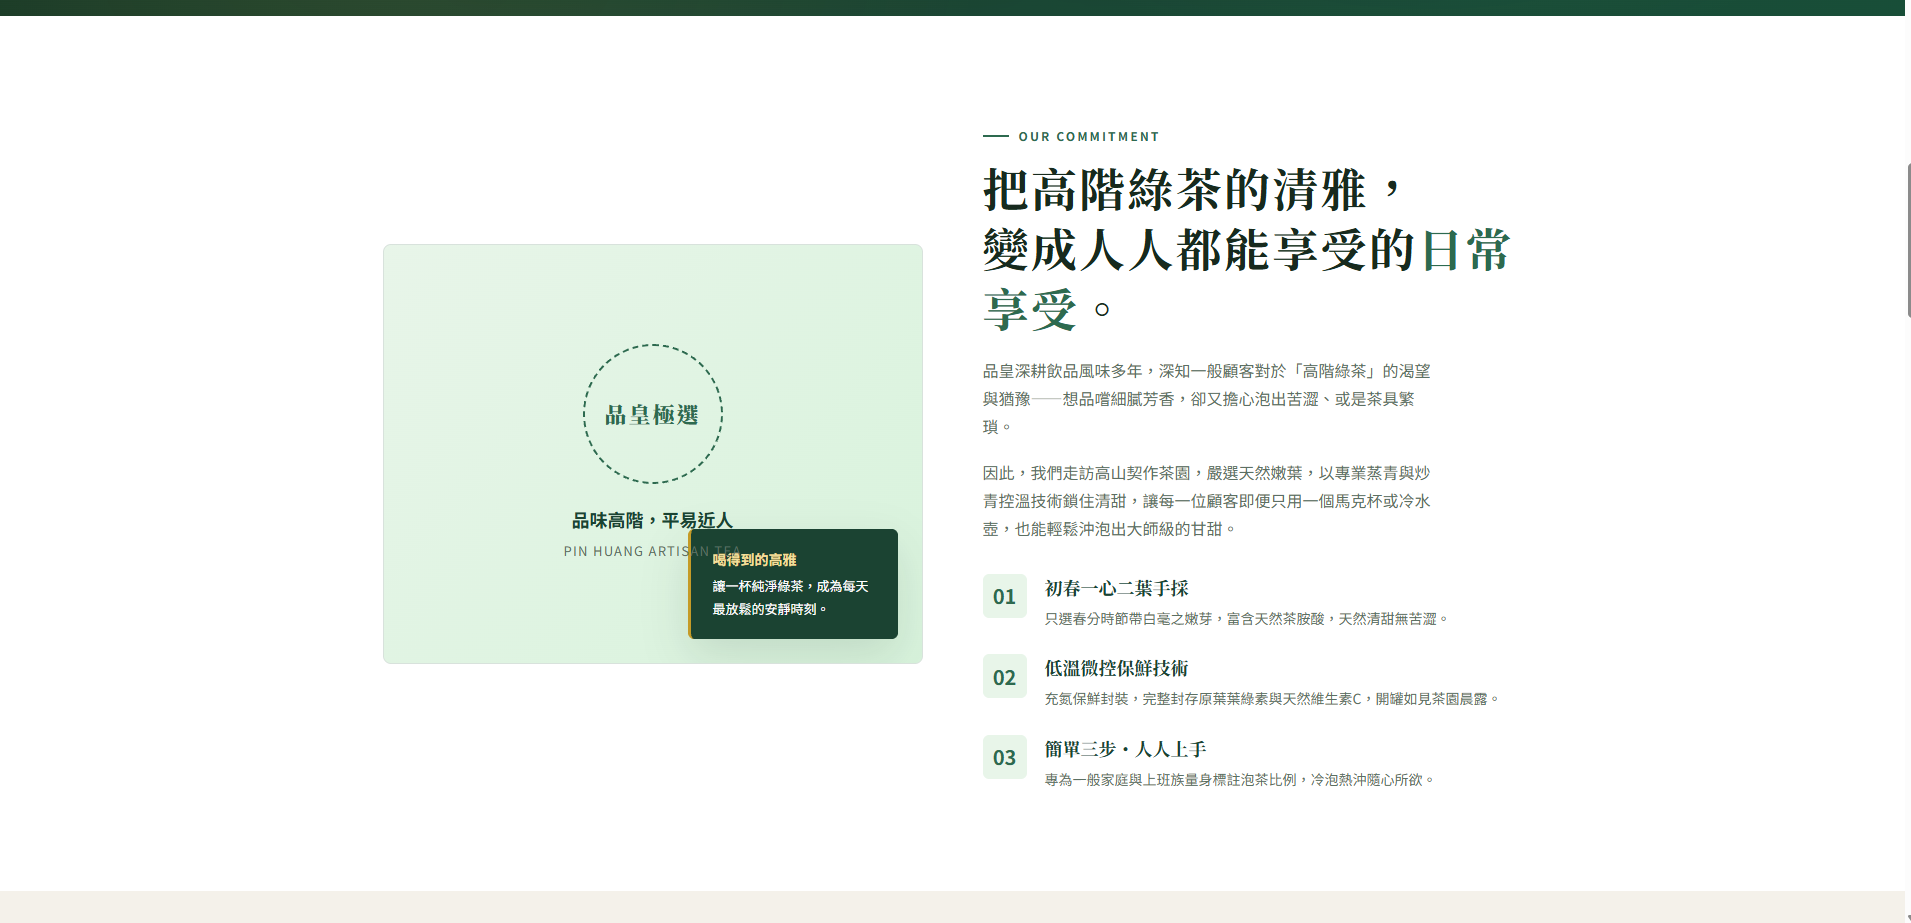 品皇極選
品味高階，平易近人
PIN HUANG ARTISAN TEA
喝得到的高雅
讓一杯純淨綠茶，成為每天
最放鬆的安靜時刻。
OUR COMMITMENT
把高階綠茶的清雅，
變成人人都能享受的日常
享受。
品皇深耕飲品風味多年，深知一般顧客對於「高階綠茶」的渴望
與猶豫——想品嚐細膩芳香，卻又擔心泡出苦澀、或是茶具繁
瑣。
因此，我們走訪高山契作茶園，嚴選天然嫩葉，以專業蒸青與炒
青控溫技術鎖住清甜，讓每一位顧客即便只用一個馬克杯或冷水
壺，也能輕鬆沖泡出大師級的甘甜。
01
初春一心二葉手採
只選春分時節帶白毫之嫩芽，富含天然茶胺酸，天然清甜無苦澀。
02
低溫微控保鮮技術
充氮保鮮封裝，完整封存原葉葉綠素與天然維生素C，開罐如見茶園晨露。
03
簡單三步・人人上手
專為一般家庭與上班族量身標註泡茶比例，冷泡熱沖隨心所欲。